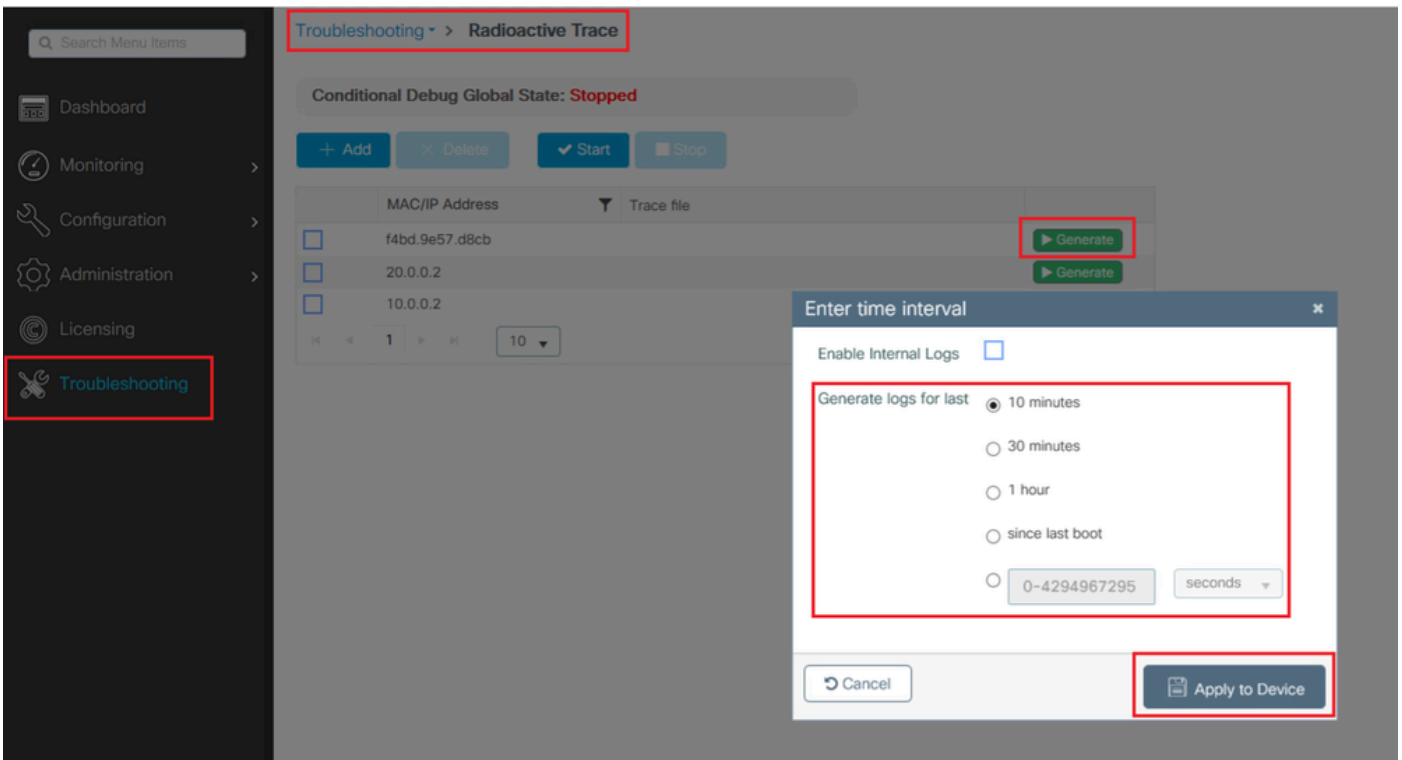 Search Menu Items
Dashboard
Monitoring
Configuration
Administration
Licensing
Troubleshooting
Troubleshooting > Radioactive Trace
Conditional Debug Global State: Stopped
+ Add × Delete ✔ Start Stop
MAC/IP Address Trace file
f4bd.9e57.d8cb Generate
20.0.0.2 Generate
10.0.0.2
1 10
Enter time interval ×
Enable Internal Logs
Generate logs for last 10 minutes
30 minutes
1 hour
since last boot
0-4294967295 seconds
Cancel Apply to Device